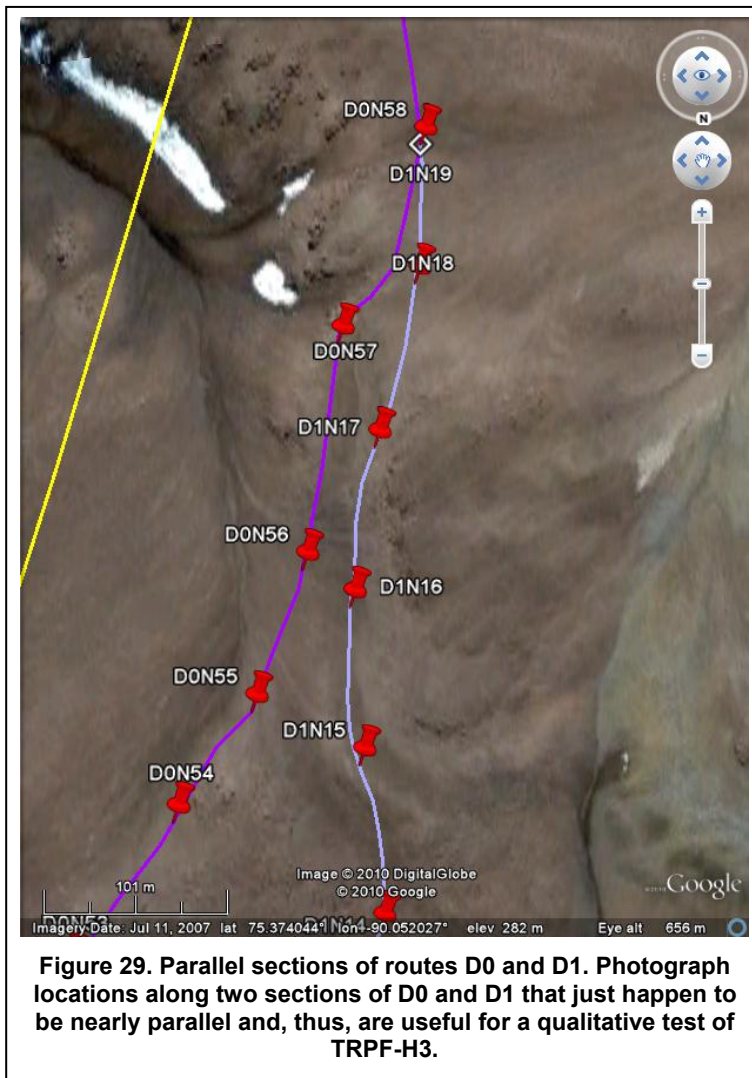 D0N58
N
D1N19
D1N18
D0N57
D1N17
D0N56
D1N16
D0N55
D1N15
D0N54
Image © 2010 DigitalGlobe
© 2010 Google
101 m
Google
D0N53
D1N14
Imagery Date: Jul 11, 2007 lat 75.374044° lon -90.052027° elev 282 m Eye alt 656 m
Figure 29. Parallel sections of routes D0 and D1. Photograph
locations along two sections of D0 and D1 that just happen to
be nearly parallel and, thus, are useful for a qualitative test of
TRPF-H3.